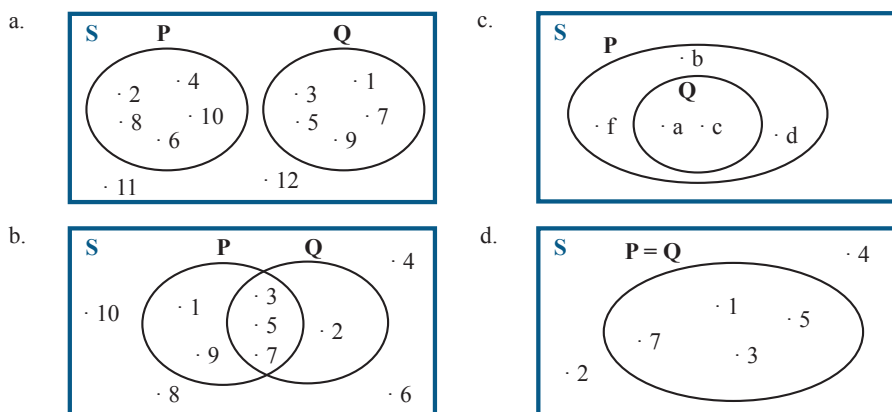 a.
S P Q
· 2 · 4
· 8 · 10
· 6
· 3 · 1
· 5 · 7
· 9
· 11 · 12
c.
S
P
· b
Q
· f · a · c · d
b.
S P Q
· 4
· 10
· 1 · 3
· 5 · 2
· 9 · 7
· 8 · 6
d.
S P = Q
· 4
· 1
· 5
· 7
· 3
· 2